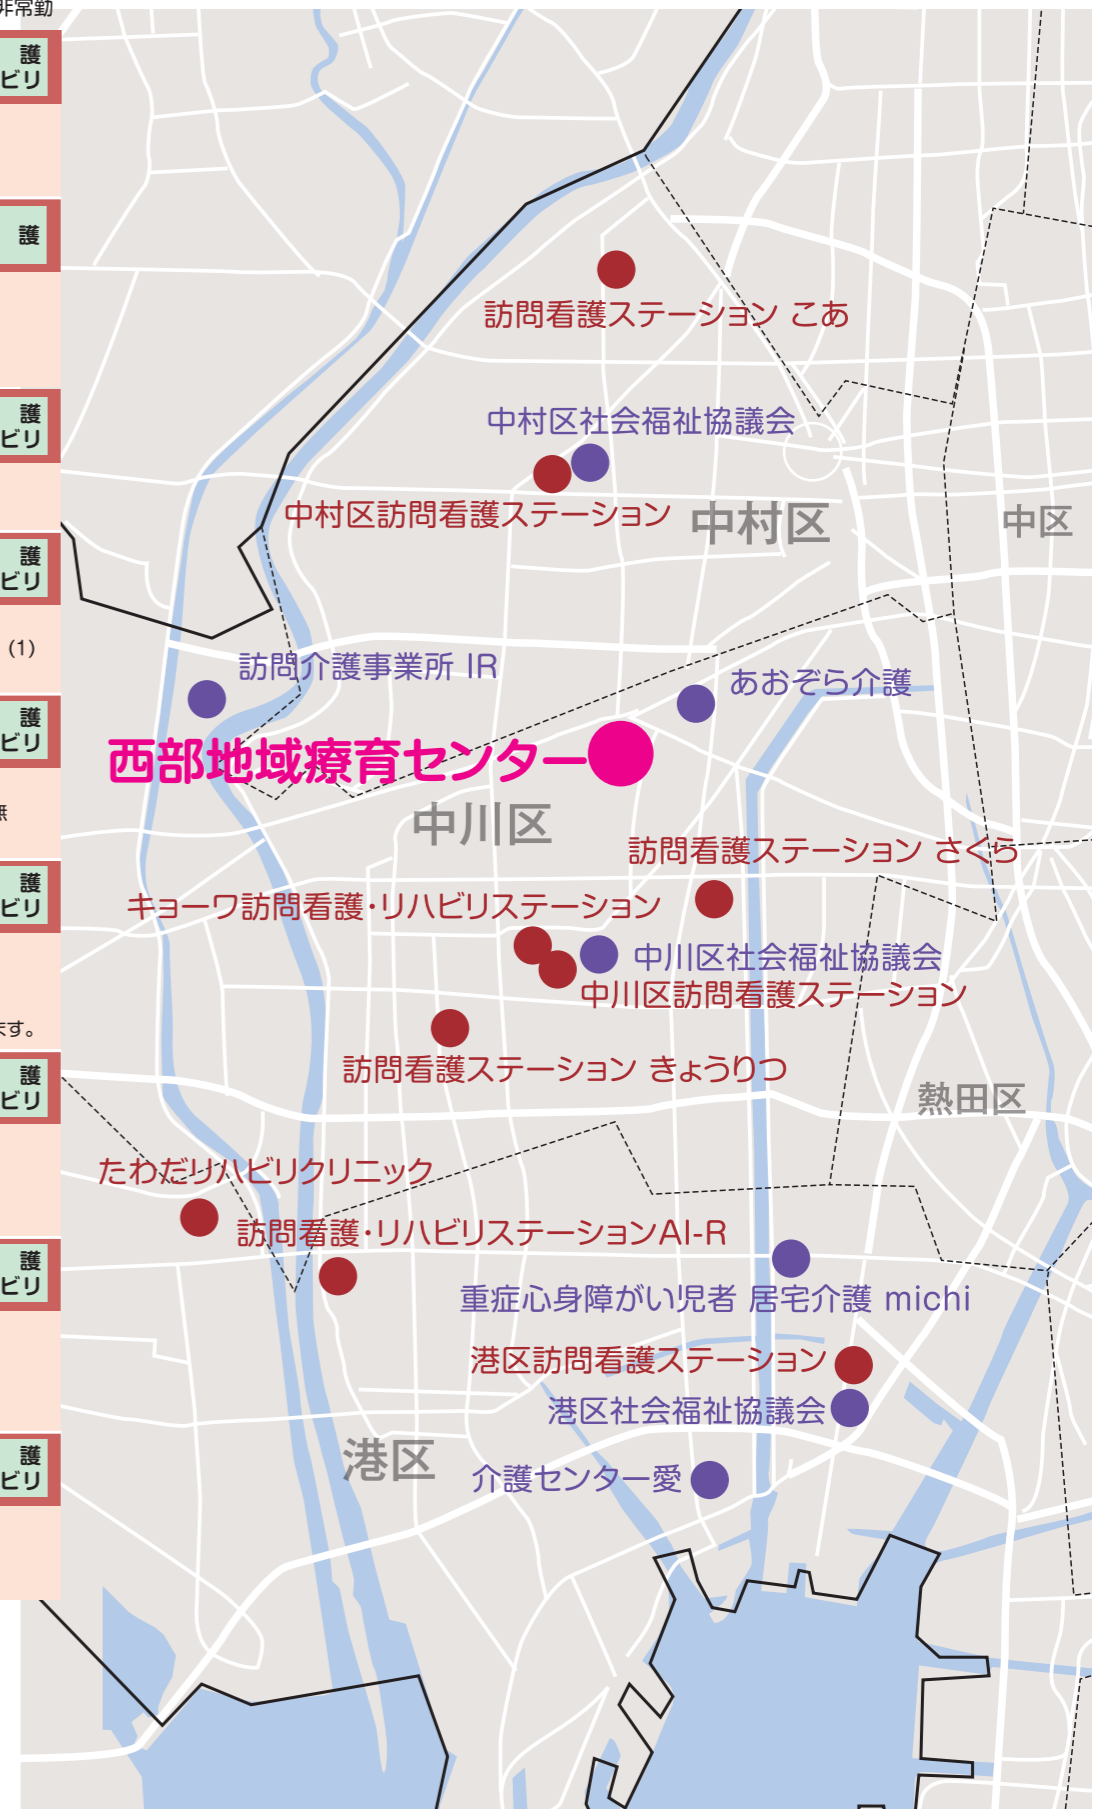 非常勤
護
ビリ
護
護
ビリ
護
ビリ
(1)
護
ビリ
無
護
ビリ
ます。
護
ビリ
護
ビリ
護
ビリ
訪問看護ステーション こあ
中村区社会福祉協議会
中村区訪問看護ステーション
中村区
中区
訪問介護事業所 IR
あおぞら介護
西部地域療育センター
中川区
訪問看護ステーション さくら
キョーワ訪問看護・リハビリステーション
中川区社会福祉協議会
中川区訪問看護ステーション
訪問看護ステーション きょうりつ
熱田区
たわだリハビリクリニック
訪問看護・リハビリステーションAI-R
重症心身障がい児者 居宅介護 michi
港区訪問看護ステーション
港区社会福祉協議会
港区
介護センター愛